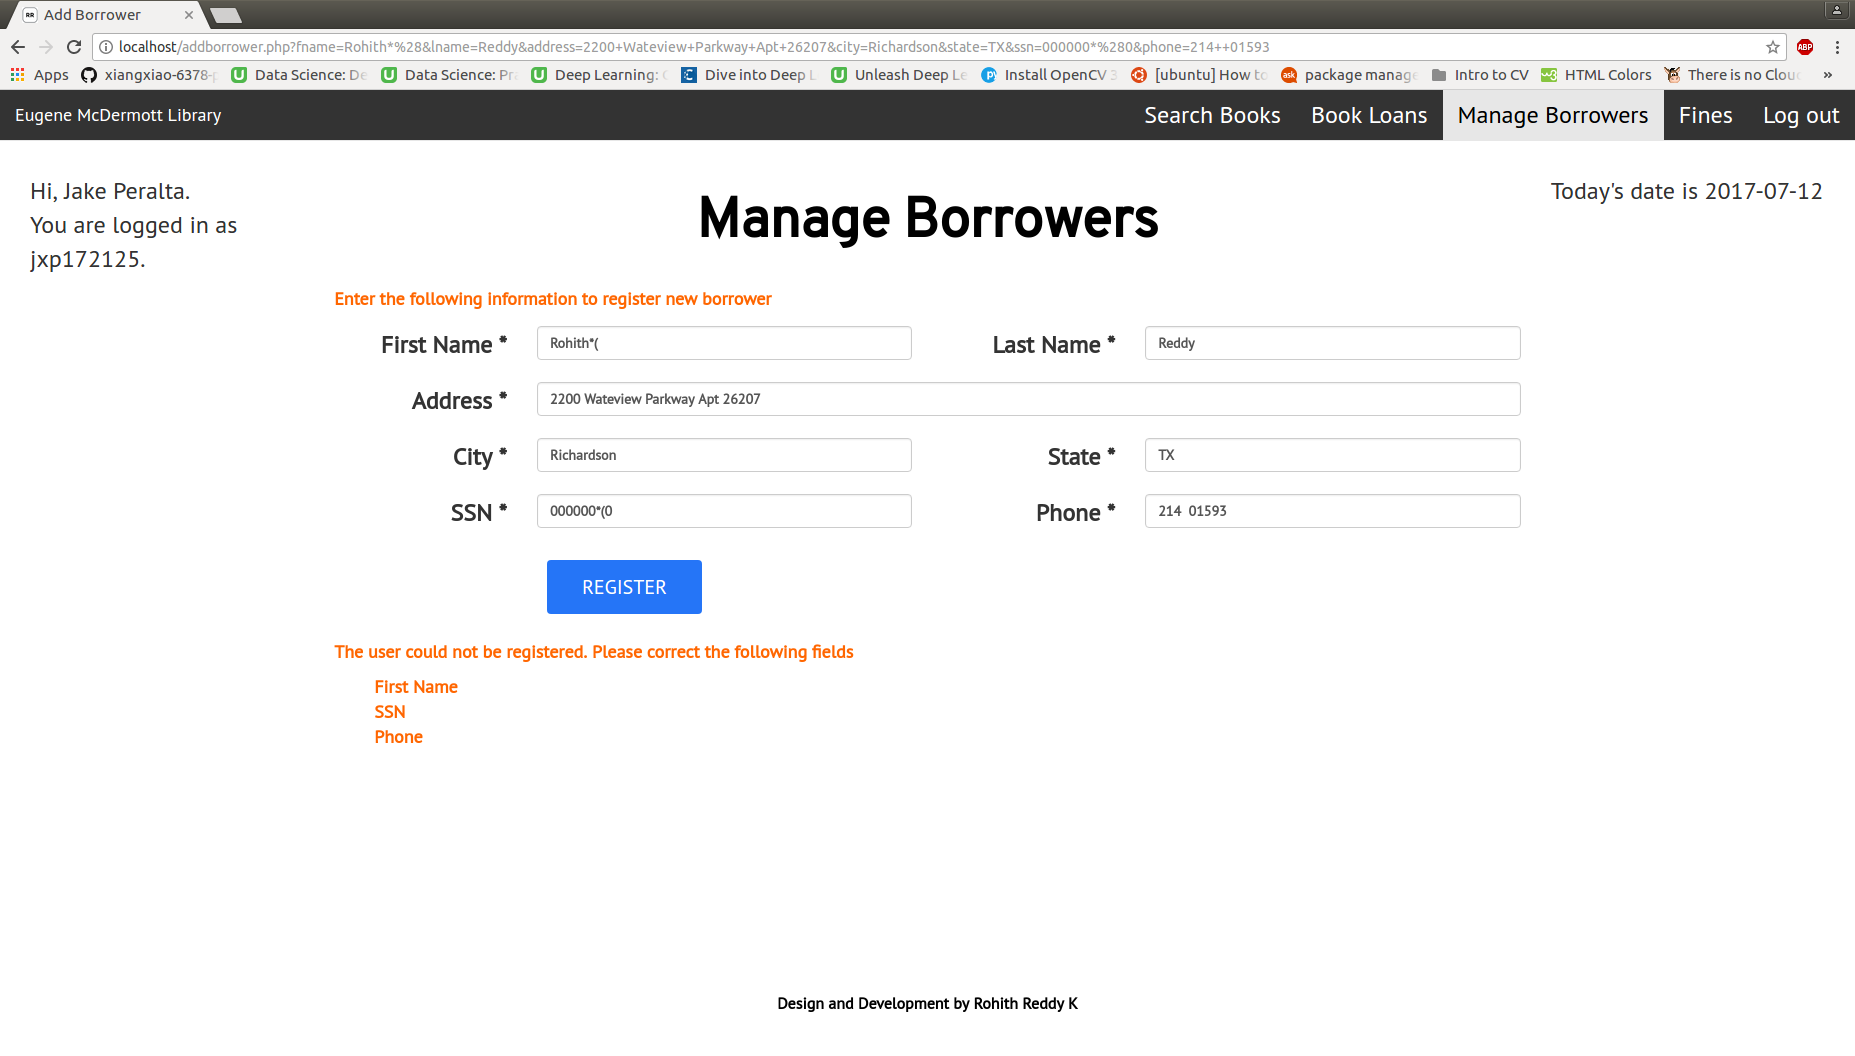 RR Add Borrower
localhost/addborrower.php?fname=Rohith*%28&lname=Reddy&address=2200+Wateview+Parkway+Apt+26207&city=Richardson&state=TX&ssn=000000*%280&phone=214++01593
ABP
Apps xiangxiao-6378- Data Science: De Data Science: Pr Deep Learning: Dive into Deep L Unleash Deep Le Install OpenCV 3 [ubuntu] How to ask package manage Intro to CV HTML Colors There is no Clou »
Eugene McDermott Library Search Books Book Loans Manage Borrowers Fines Log out
Hi, Jake Peralta.
You are logged in as
jxp172125.
Manage Borrowers
Today's date is 2017-07-12
Enter the following information to register new borrower
First Name * Rohith*( Last Name * Reddy
Address * 2200 Wateview Parkway Apt 26207
City * Richardson State * TX
SSN * 000000*(0 Phone * 214  01593
REGISTER
The user could not be registered. Please correct the following fields
First Name
SSN
Phone
Design and Development by Rohith Reddy K